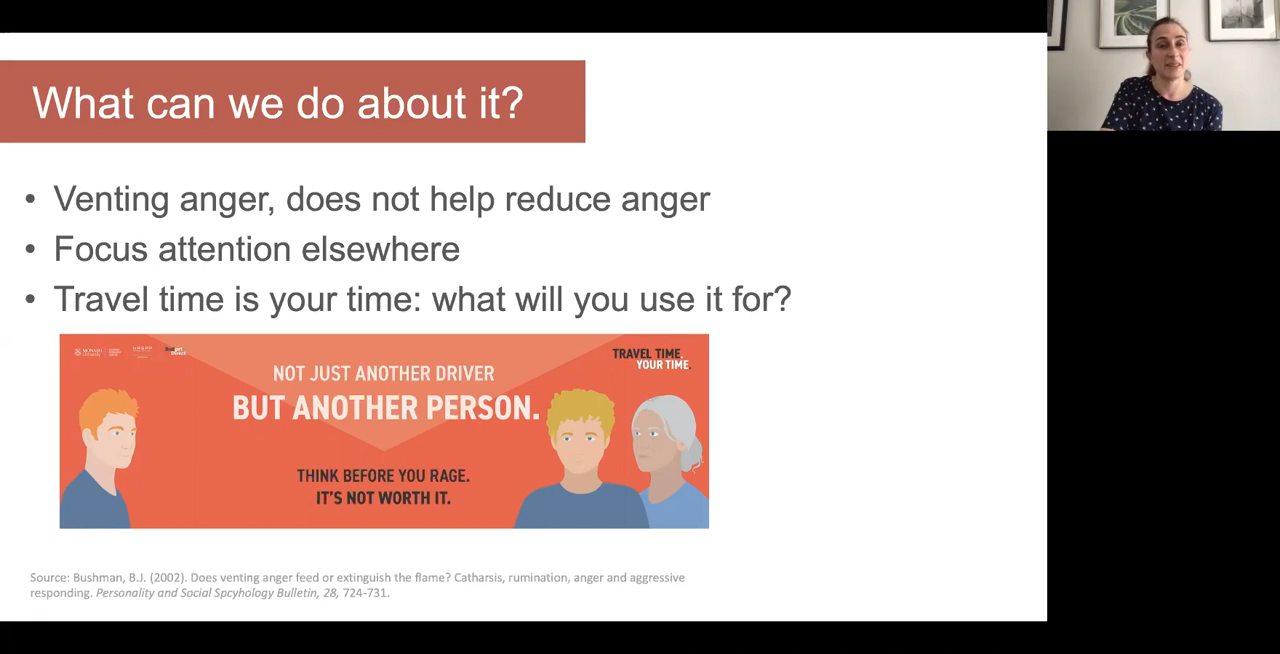 What can we do about it?
• Venting anger, does not help reduce anger
• Focus attention elsewhere
• Travel time is your time: what will you use it for?
MONASH
TRAVEL TIME.
YOUR TIME.
NOT JUST ANOTHER DRIVER
BUT ANOTHER PERSON.
THINK BEFORE YOU RAGE.
IT'S NOT WORTH IT.
Source: Bushman, B.J. (2002). Does venting anger feed or extinguish the flame? Catharsis, rumination, anger and aggressive
responding. Personality and Social Spcyhology Bulletin, 28, 724-731.